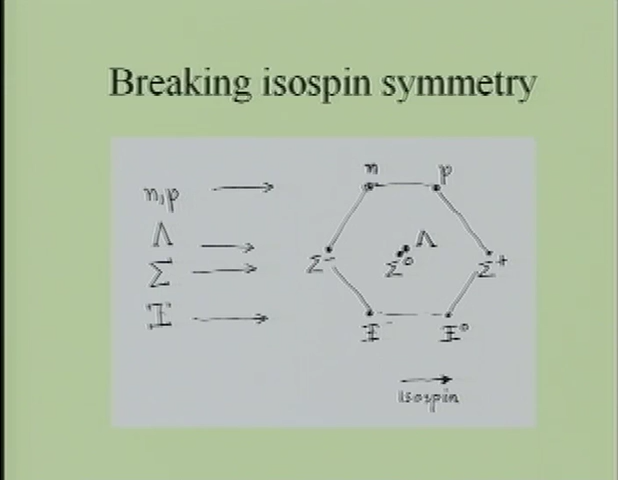 Breaking isospin symmetry
n p
n,p
Λ
Λ
Σ
Σ⁻ Σ⁰ Σ⁺
Ξ
Ξ⁻ Ξ⁰
isospin